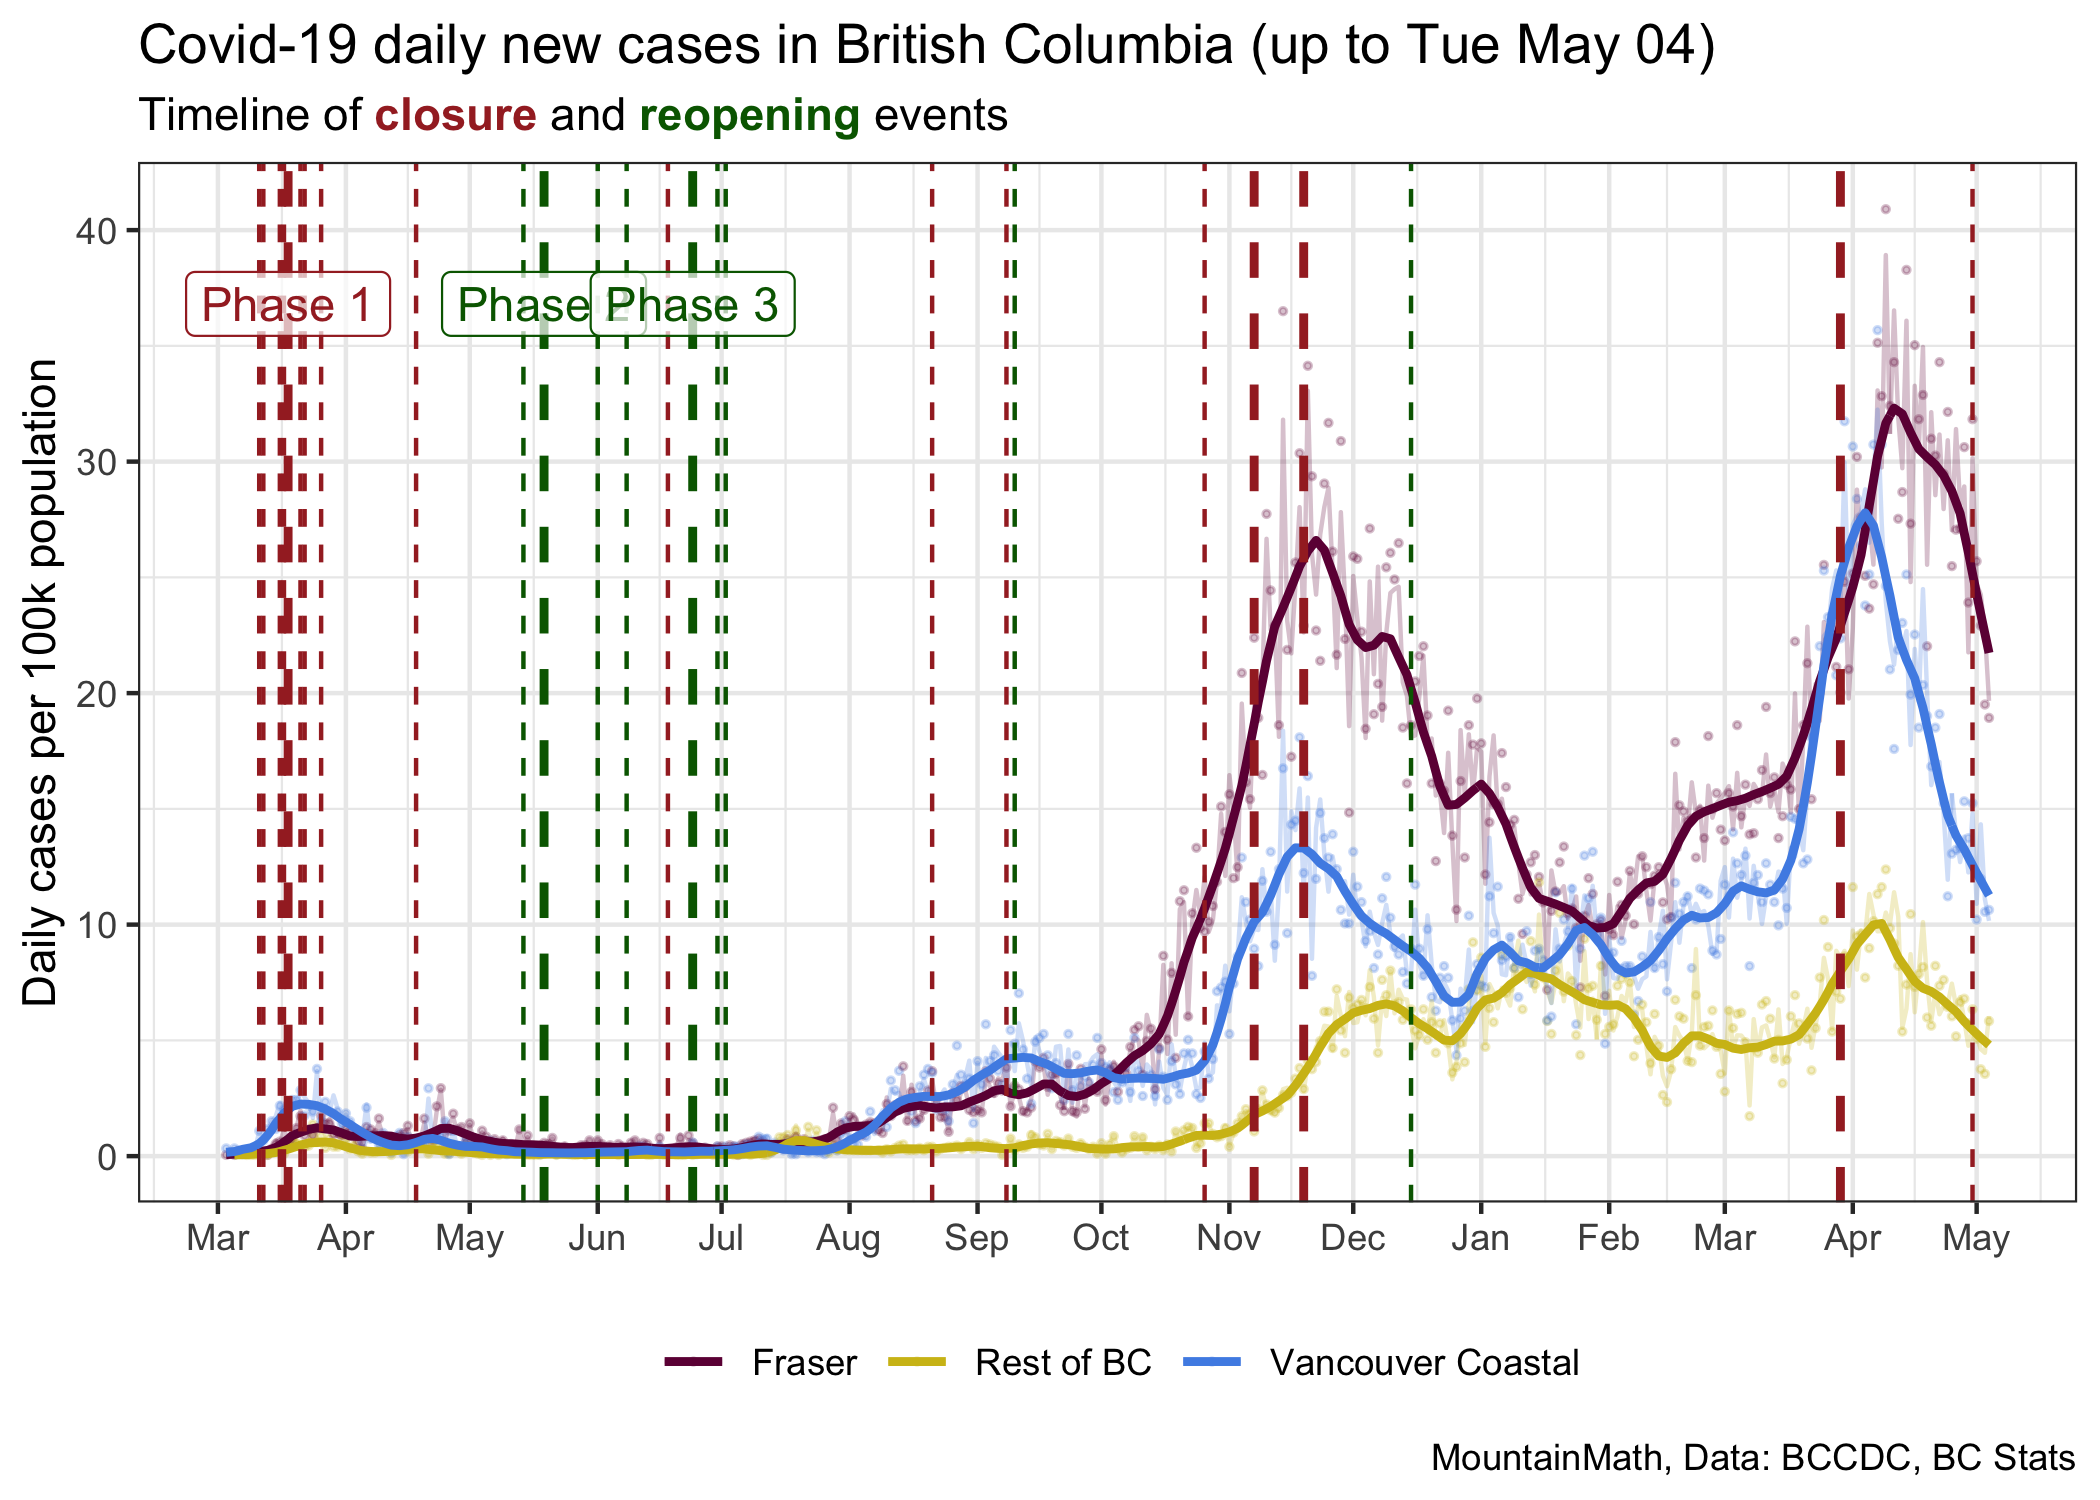 Covid-19 daily new cases in British Columbia (up to Tue May 04)
Timeline of closure and reopening events
Daily cases per 100k population
40
30
20
10
0
Phase 1
Phase 2
Phase 3
Mar Apr May Jun Jul Aug Sep Oct Nov Dec Jan Feb Mar Apr May
Fraser Rest of BC Vancouver Coastal
MountainMath, Data: BCCDC, BC Stats